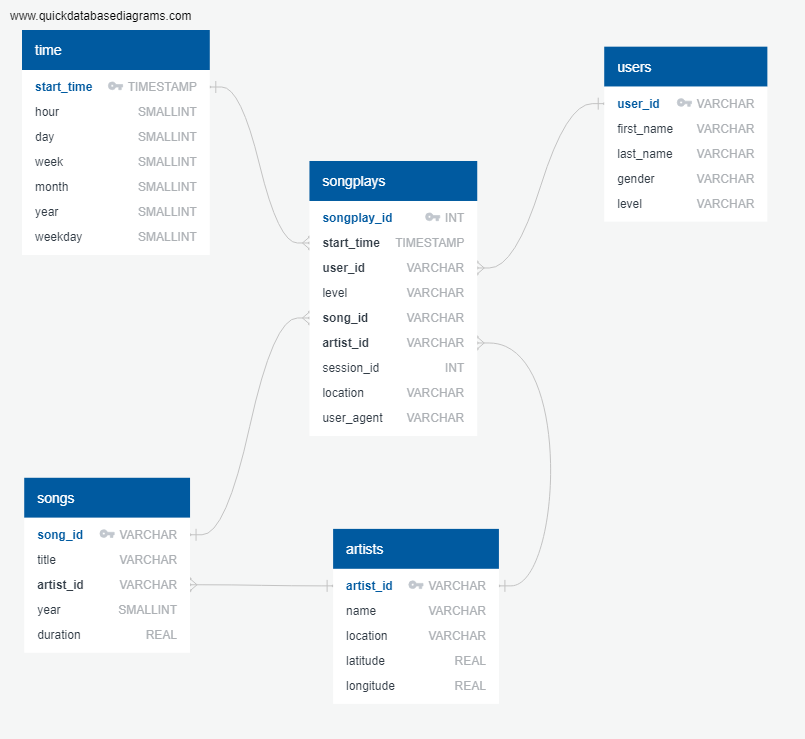 www.quickdatabasediagrams.com
time
start_time TIMESTAMP
hour SMALLINT
day SMALLINT
week SMALLINT
month SMALLINT
year SMALLINT
weekday SMALLINT
users
user_id VARCHAR
first_name VARCHAR
last_name VARCHAR
gender VARCHAR
level VARCHAR
songplays
songplay_id INT
start_time TIMESTAMP
user_id VARCHAR
level VARCHAR
song_id VARCHAR
artist_id VARCHAR
session_id INT
location VARCHAR
user_agent VARCHAR
songs
song_id VARCHAR
title VARCHAR
artist_id VARCHAR
year SMALLINT
duration REAL
artists
artist_id VARCHAR
name VARCHAR
location VARCHAR
latitude REAL
longitude REAL